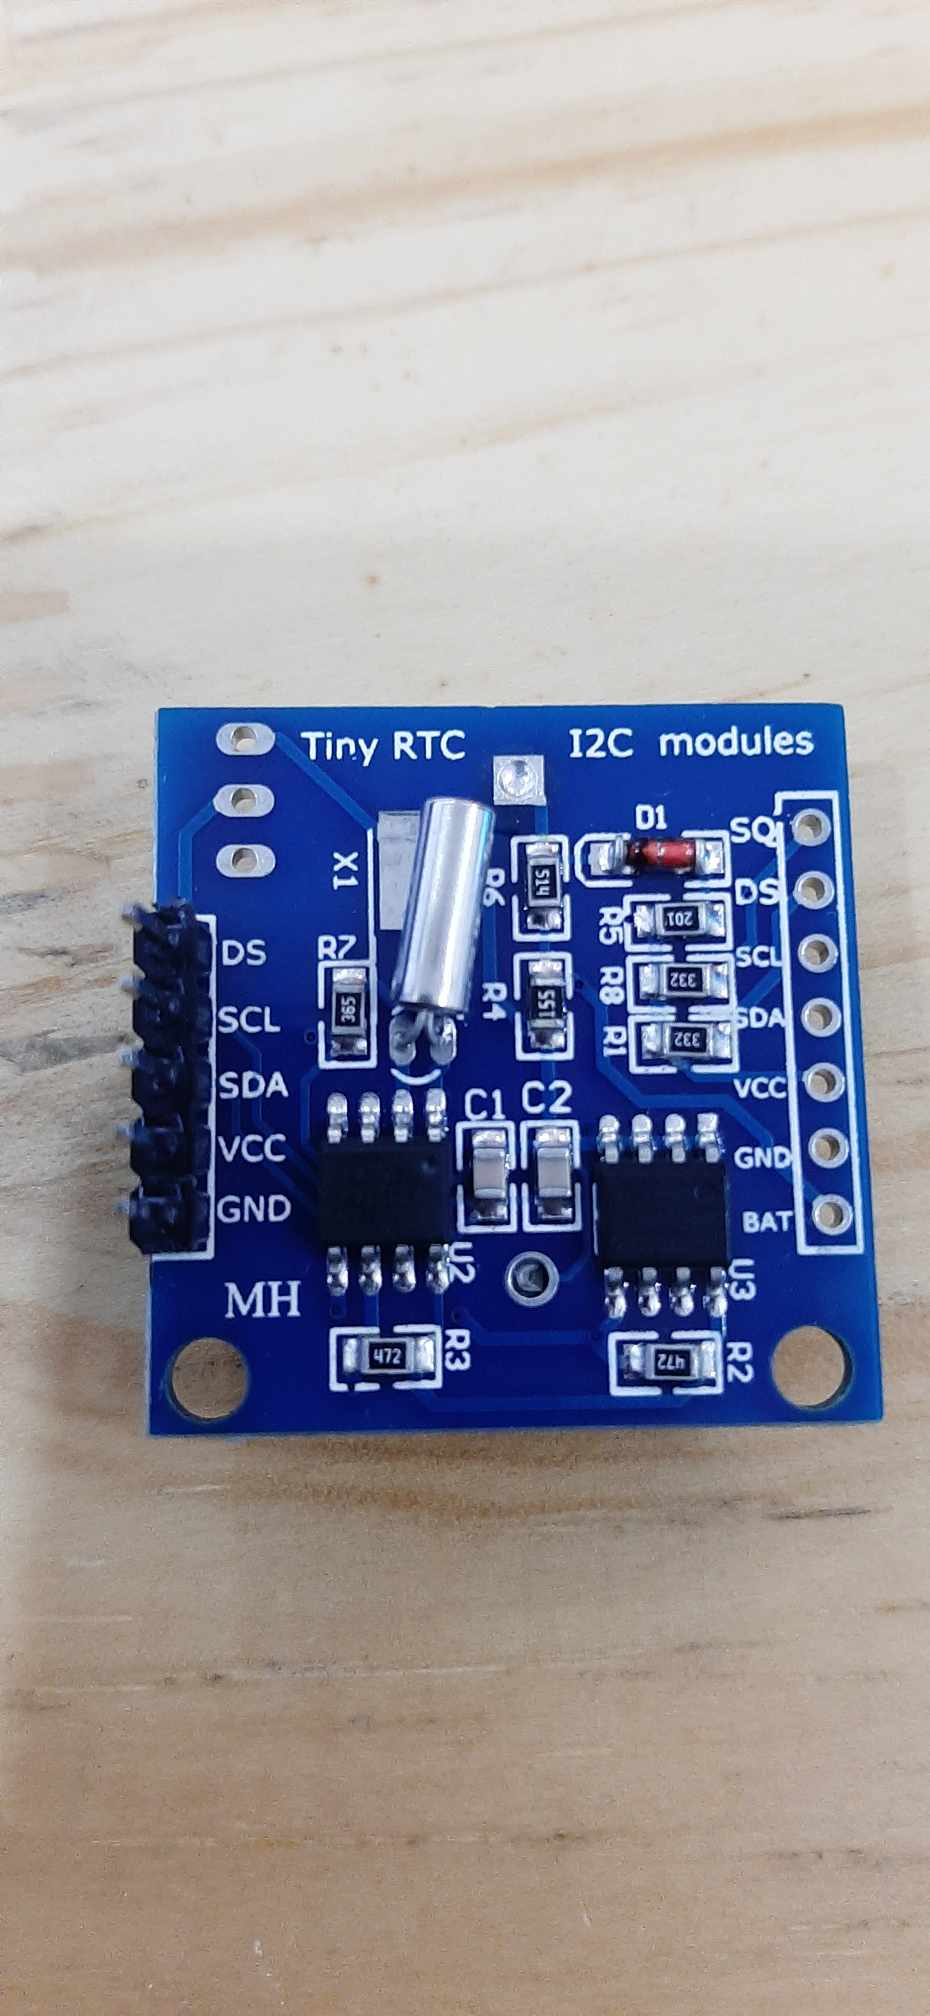 Tiny RTC I2C modules
D1
SQ
X1
R6
514
DS
R5
201
DS
R7
SCL
R4
155
R8
332
365
SCL
R1
332
SDA
SDA
VCC
C1
C2
VCC
GND
GND
BAT
U2
U3
MH
R3
472
R2
472